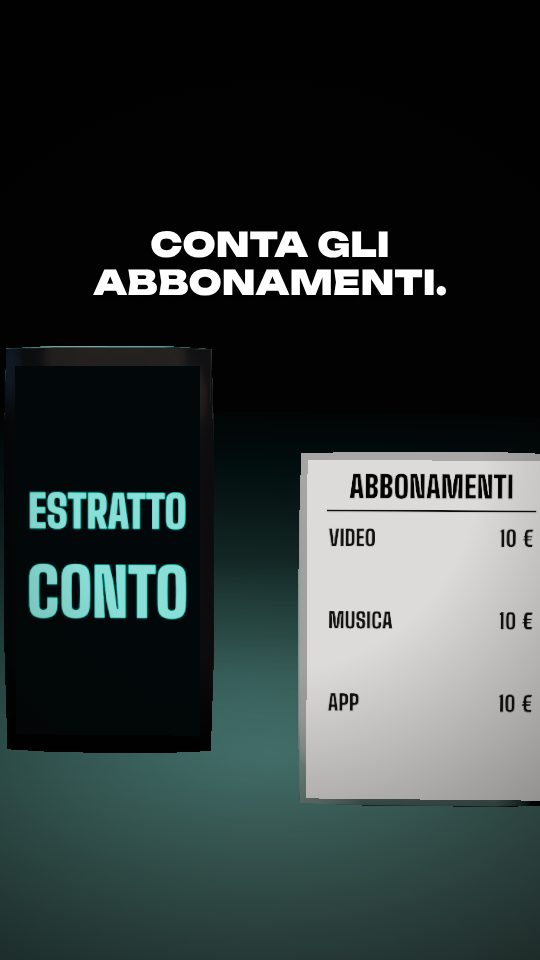 CONTA GLI
ABBONAMENTI.
ESTRATTO
CONTO
ABBONAMENTI
VIDEO 10 €
MUSICA 10 €
APP 10 €